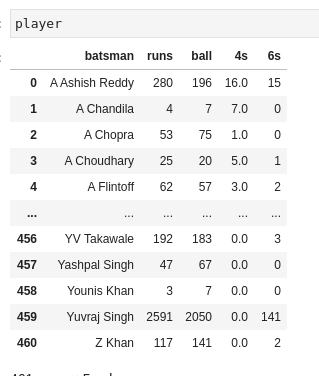 player
batsman runs ball 4s 6s
0 A Ashish Reddy 280 196 16.0 15
1 A Chandila 4 7 7.0 0
2 A Chopra 53 75 1.0 0
3 A Choudhary 25 20 5.0 1
4 A Flintoff 62 57 3.0 2
... ... ... ... ... ...
456 YV Takawale 192 183 0.0 3
457 Yashpal Singh 47 67 0.0 0
458 Younis Khan 3 7 0.0 0
459 Yuvraj Singh 2591 2050 0.0 141
460 Z Khan 117 141 0.0 2